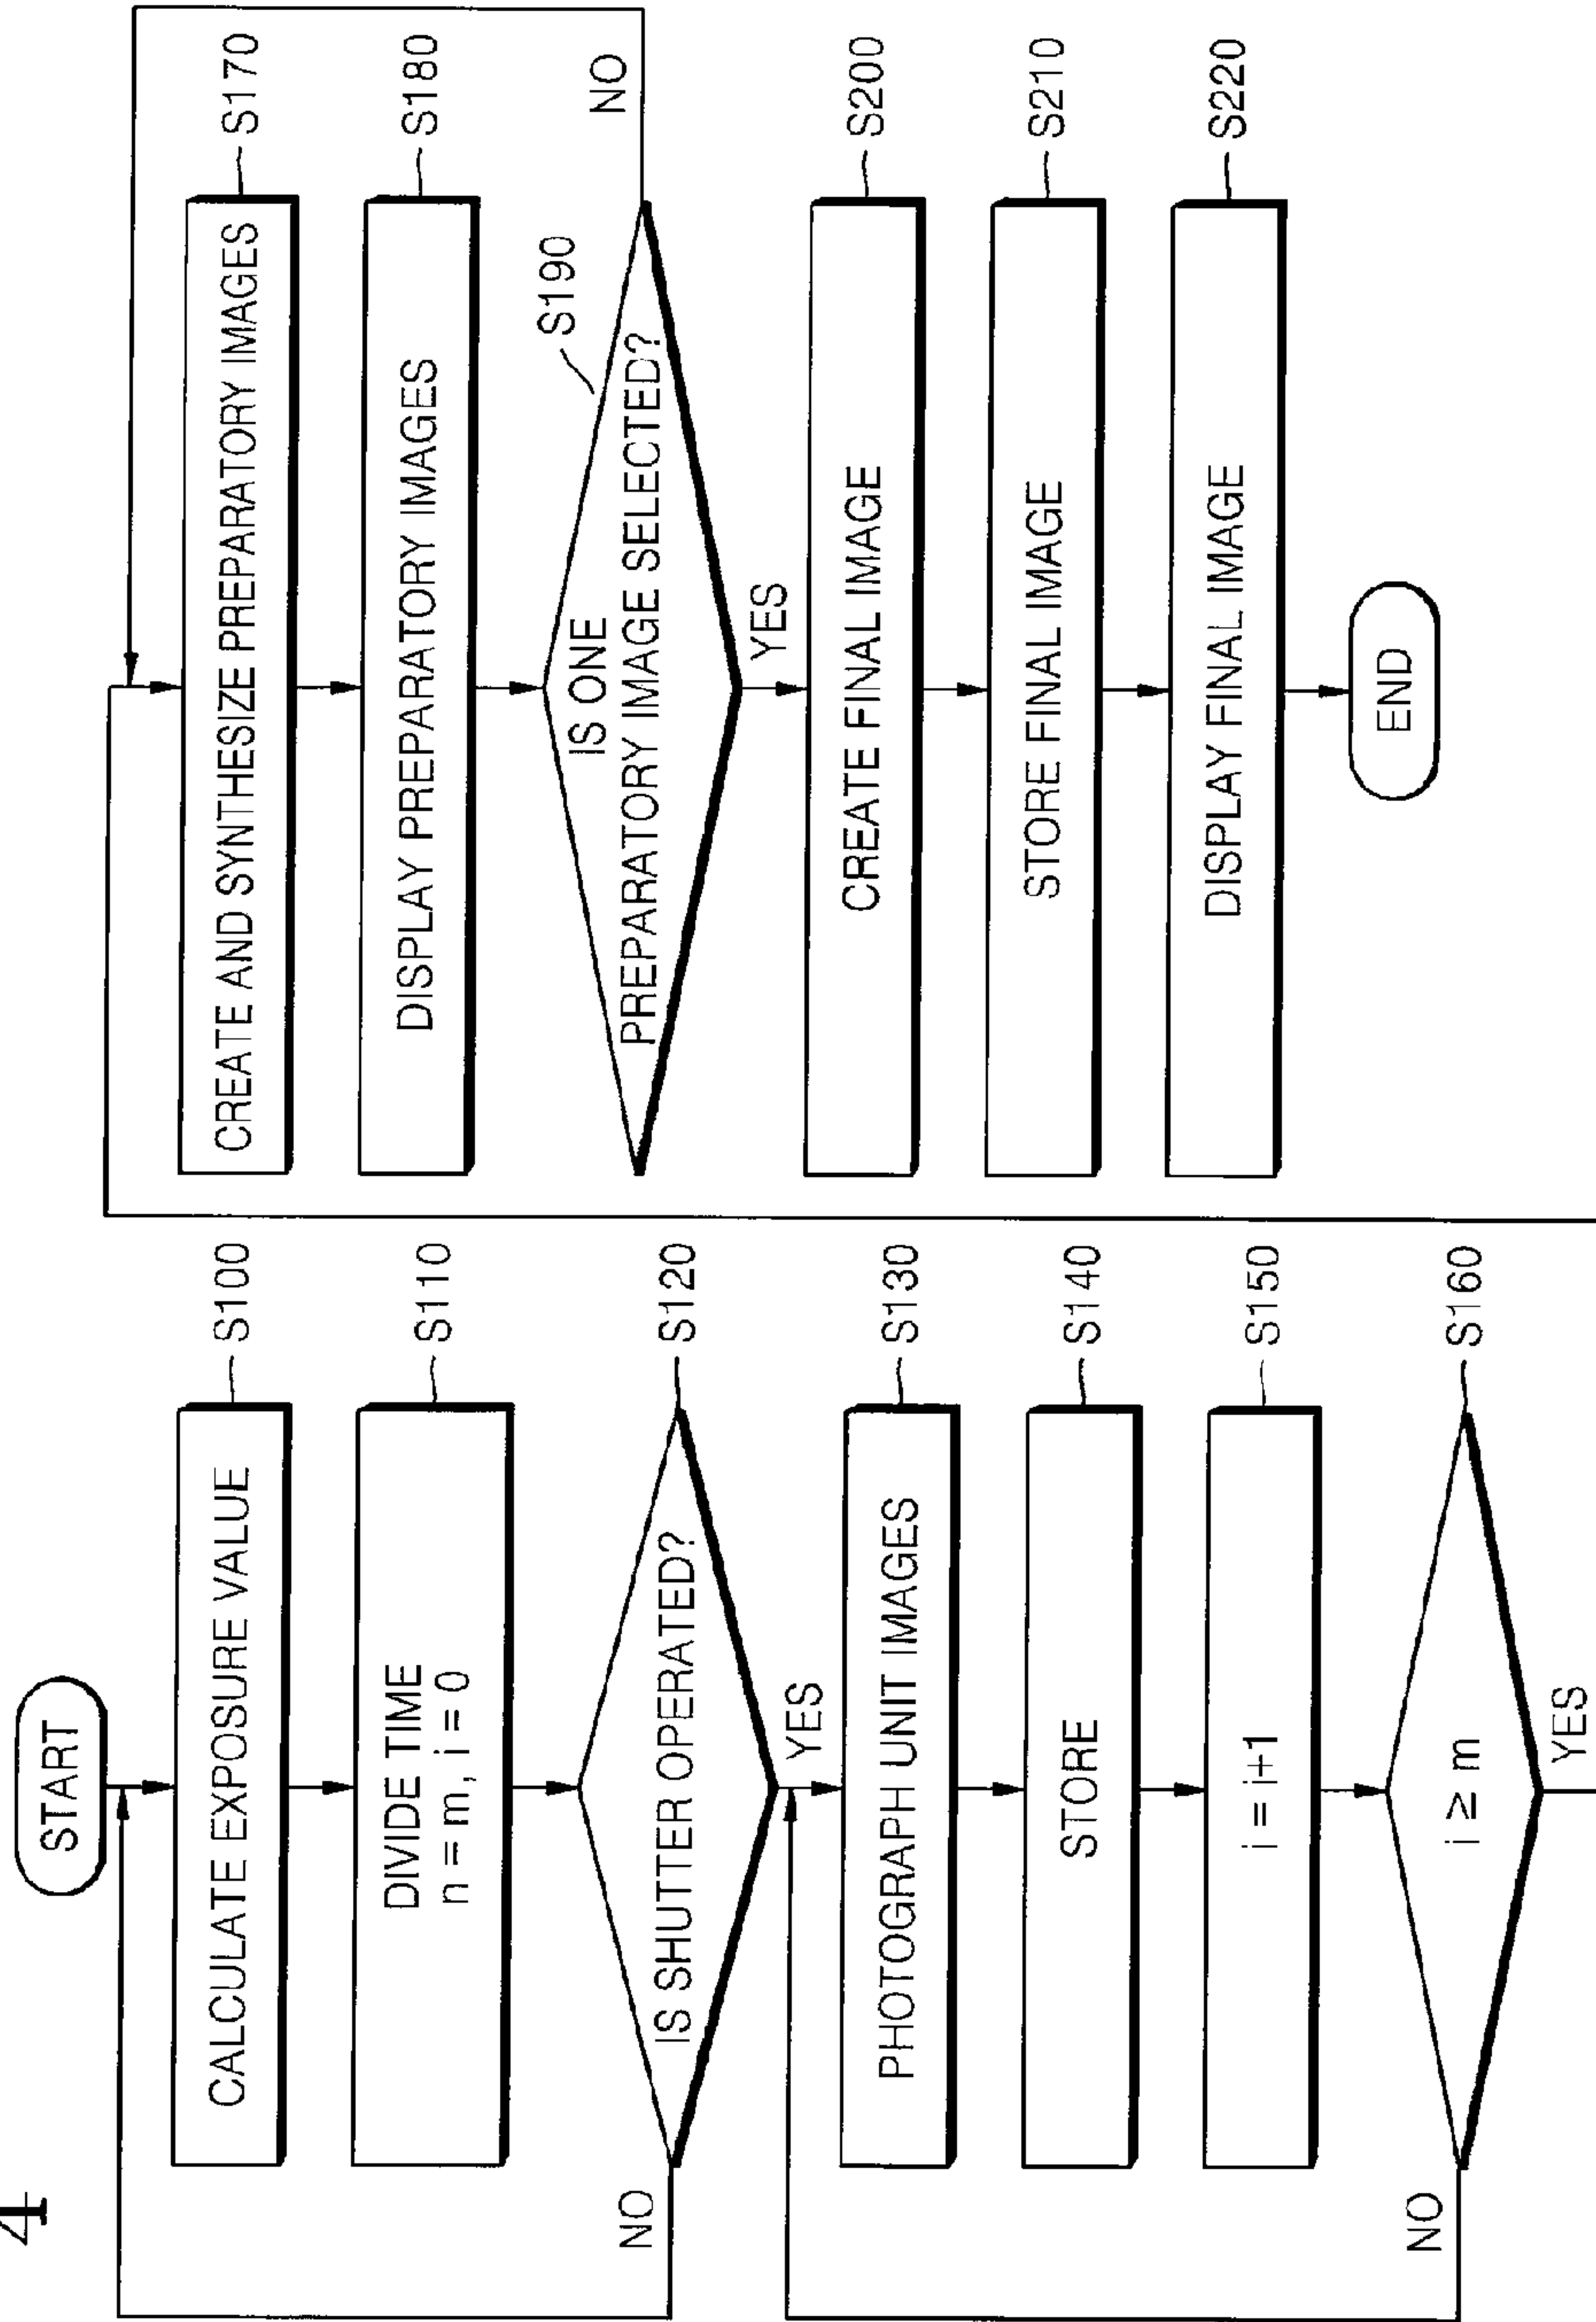 4
START
CALCULATE EXPOSURE VALUE
S100
DIVIDE TIME
n = m, i = 0
S110
IS SHUTTER OPERATED?
S120
NO
YES
PHOTOGRAPH UNIT IMAGES
S130
STORE
S140
i = i+1
S150
i ≥ m
S160
NO
YES
CREATE AND SYNTHESIZE PREPARATORY IMAGES
S170
DISPLAY PREPARATORY IMAGES
S180
IS ONE
PREPARATORY IMAGE SELECTED?
S190
NO
YES
CREATE FINAL IMAGE
S200
STORE FINAL IMAGE
S210
DISPLAY FINAL IMAGE
S220
END